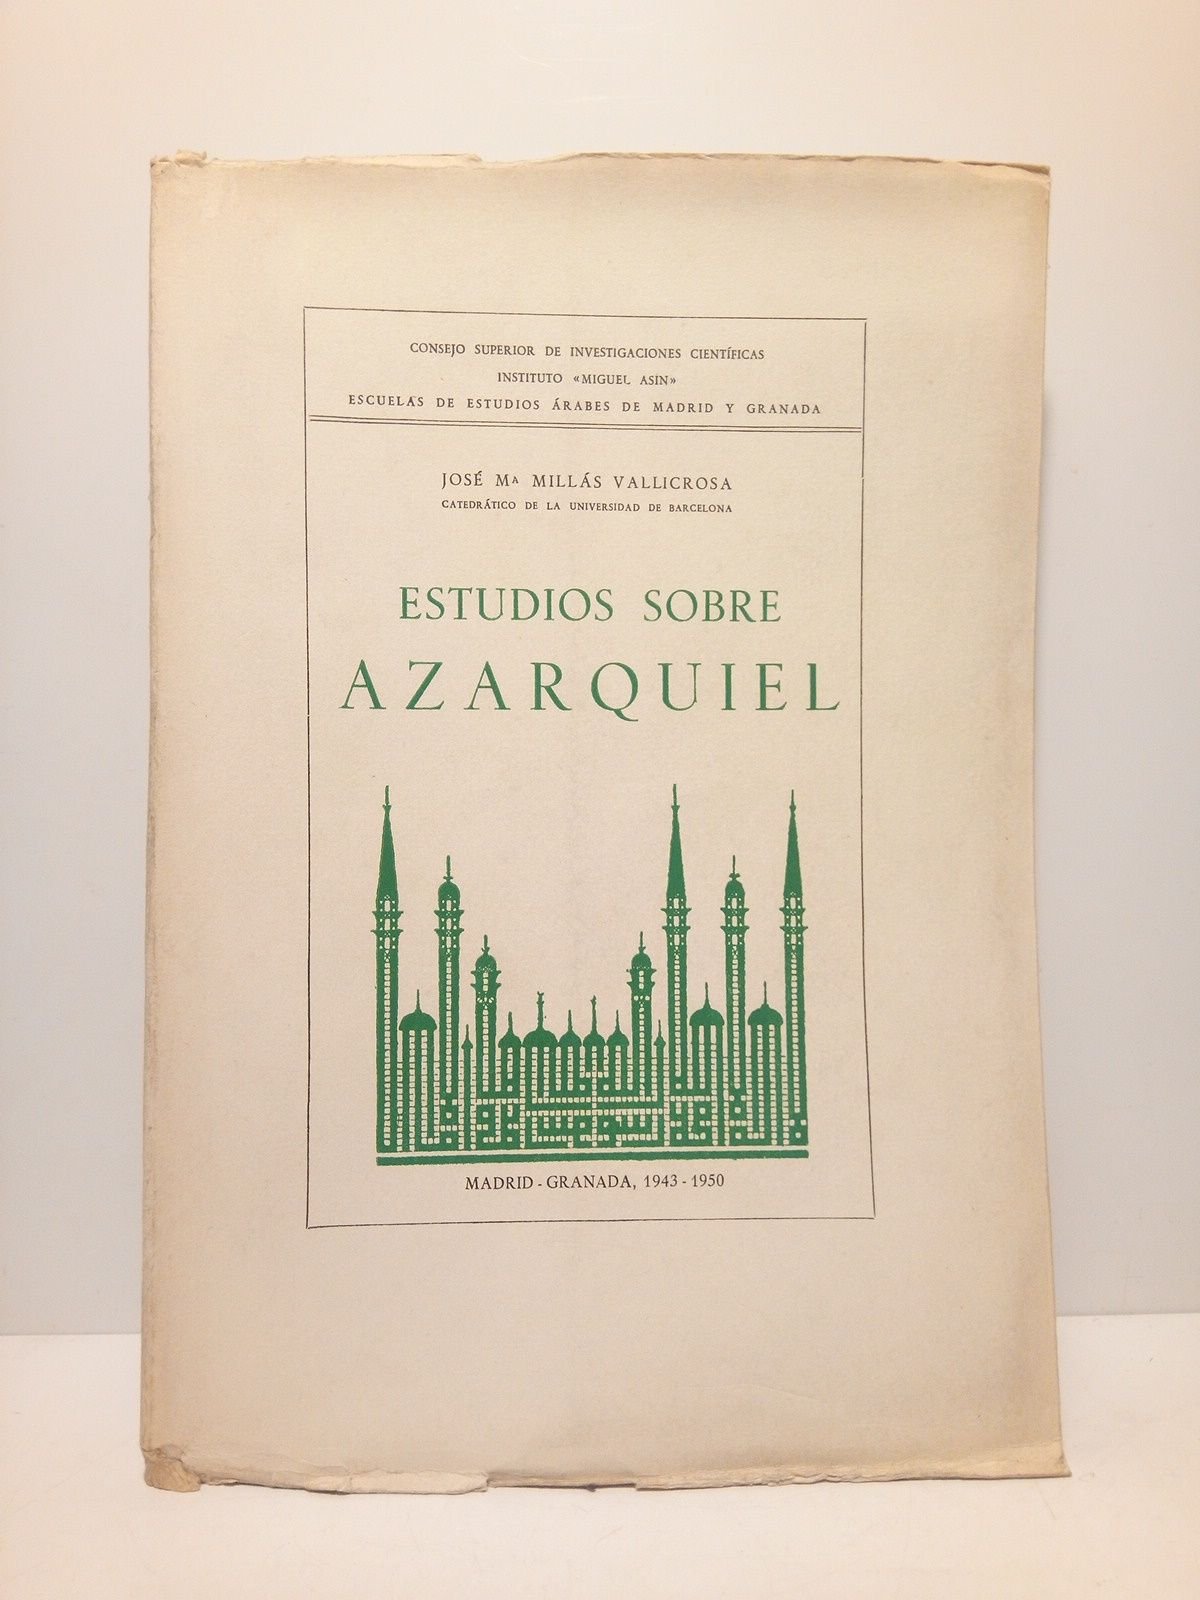 CONSEJO SUPERIOR DE INVESTIGACIONES CIENTÍFICAS
INSTITUTO «MIGUEL ASIN»
ESCUELAS DE ESTUDIOS ÁRABES DE MADRID Y GRANADA
JOSÉ Mª MILLÁS VALLICROSA
CATEDRÁTICO DE LA UNIVERSIDAD DE BARCELONA
ESTUDIOS SOBRE
AZARQUIEL
MADRID - GRANADA, 1943 - 1950